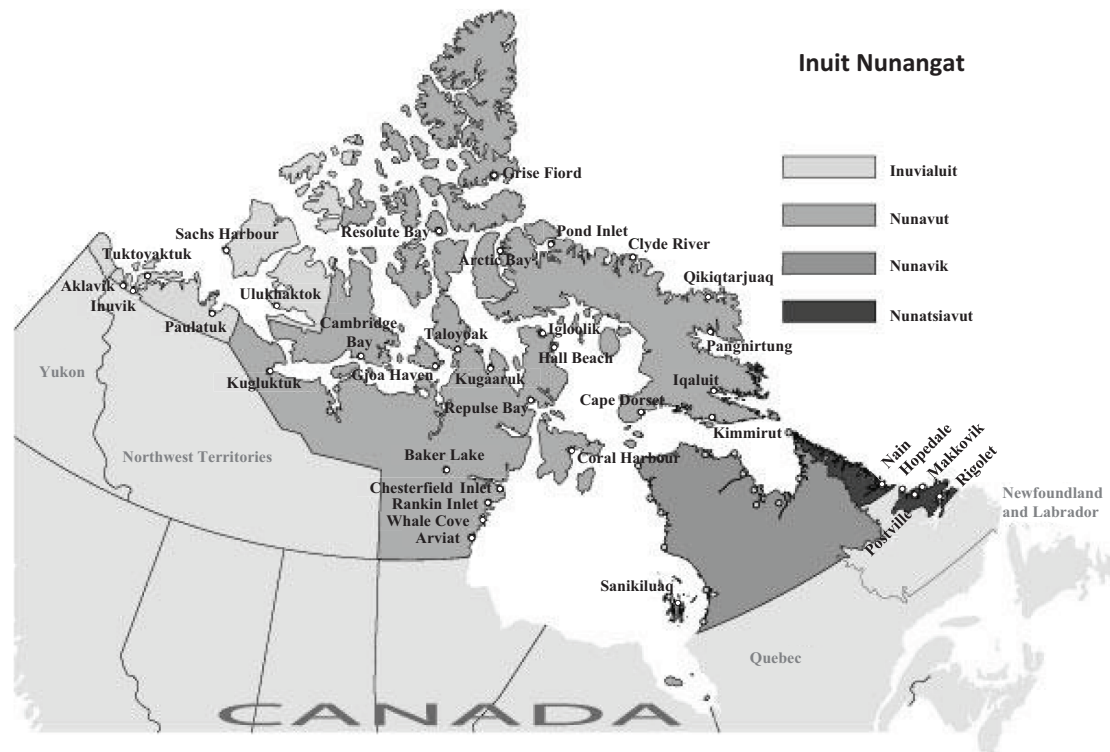 Inuit Nunangat
Inuvialuit
Nunavut
Nunavik
Nunatsiavut
Grise Fiord
Resolute Bay
Pond Inlet
Clyde River
Sachs Harbour
Arctic Bay
Tuktoyaktuk
Qikiqtarjuaq
Aklavik
Inuvik
Ulukhaktok
Paulatuk
Cambridge
Bay
Taloyoak
Igloolik
Hall Beach
Pangnirtung
Yukon
Kugluktuk
Gjoa Haven
Kugaaruk
Iqaluit
Repulse Bay
Cape Dorset
Kimmirut
Northwest Territories
Baker Lake
Coral Harbour
Nain
Hopedale
Makkovik
Rigolet
Chesterfield Inlet
Rankin Inlet
Whale Cove
Arviat
Postville
Newfoundland
and Labrador
Sanikiluaq
Quebec
CANADA